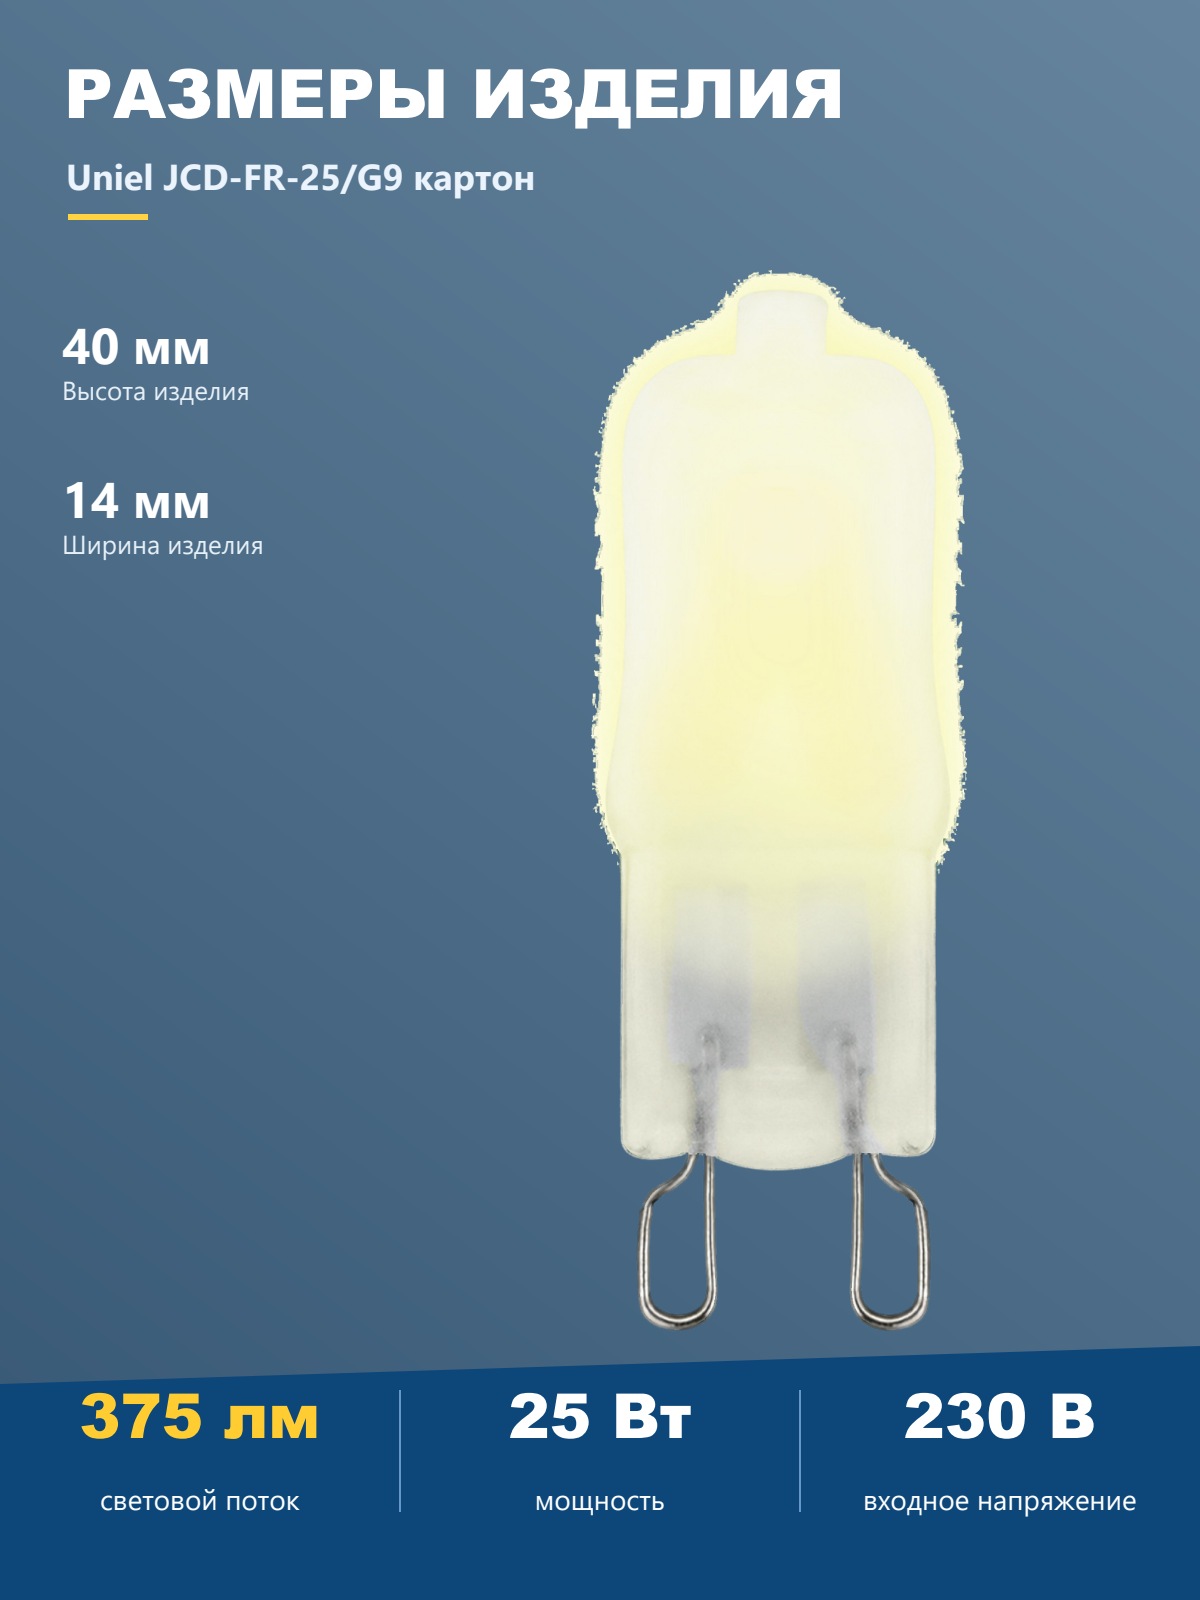 РАЗМЕРЫ ИЗДЕЛИЯ
Uniel JCD-FR-25/G9 картон
40 мм
Высота изделия
14 мм
Ширина изделия
375 лм
световой поток
25 Вт
мощность
230 В
входное напряжение